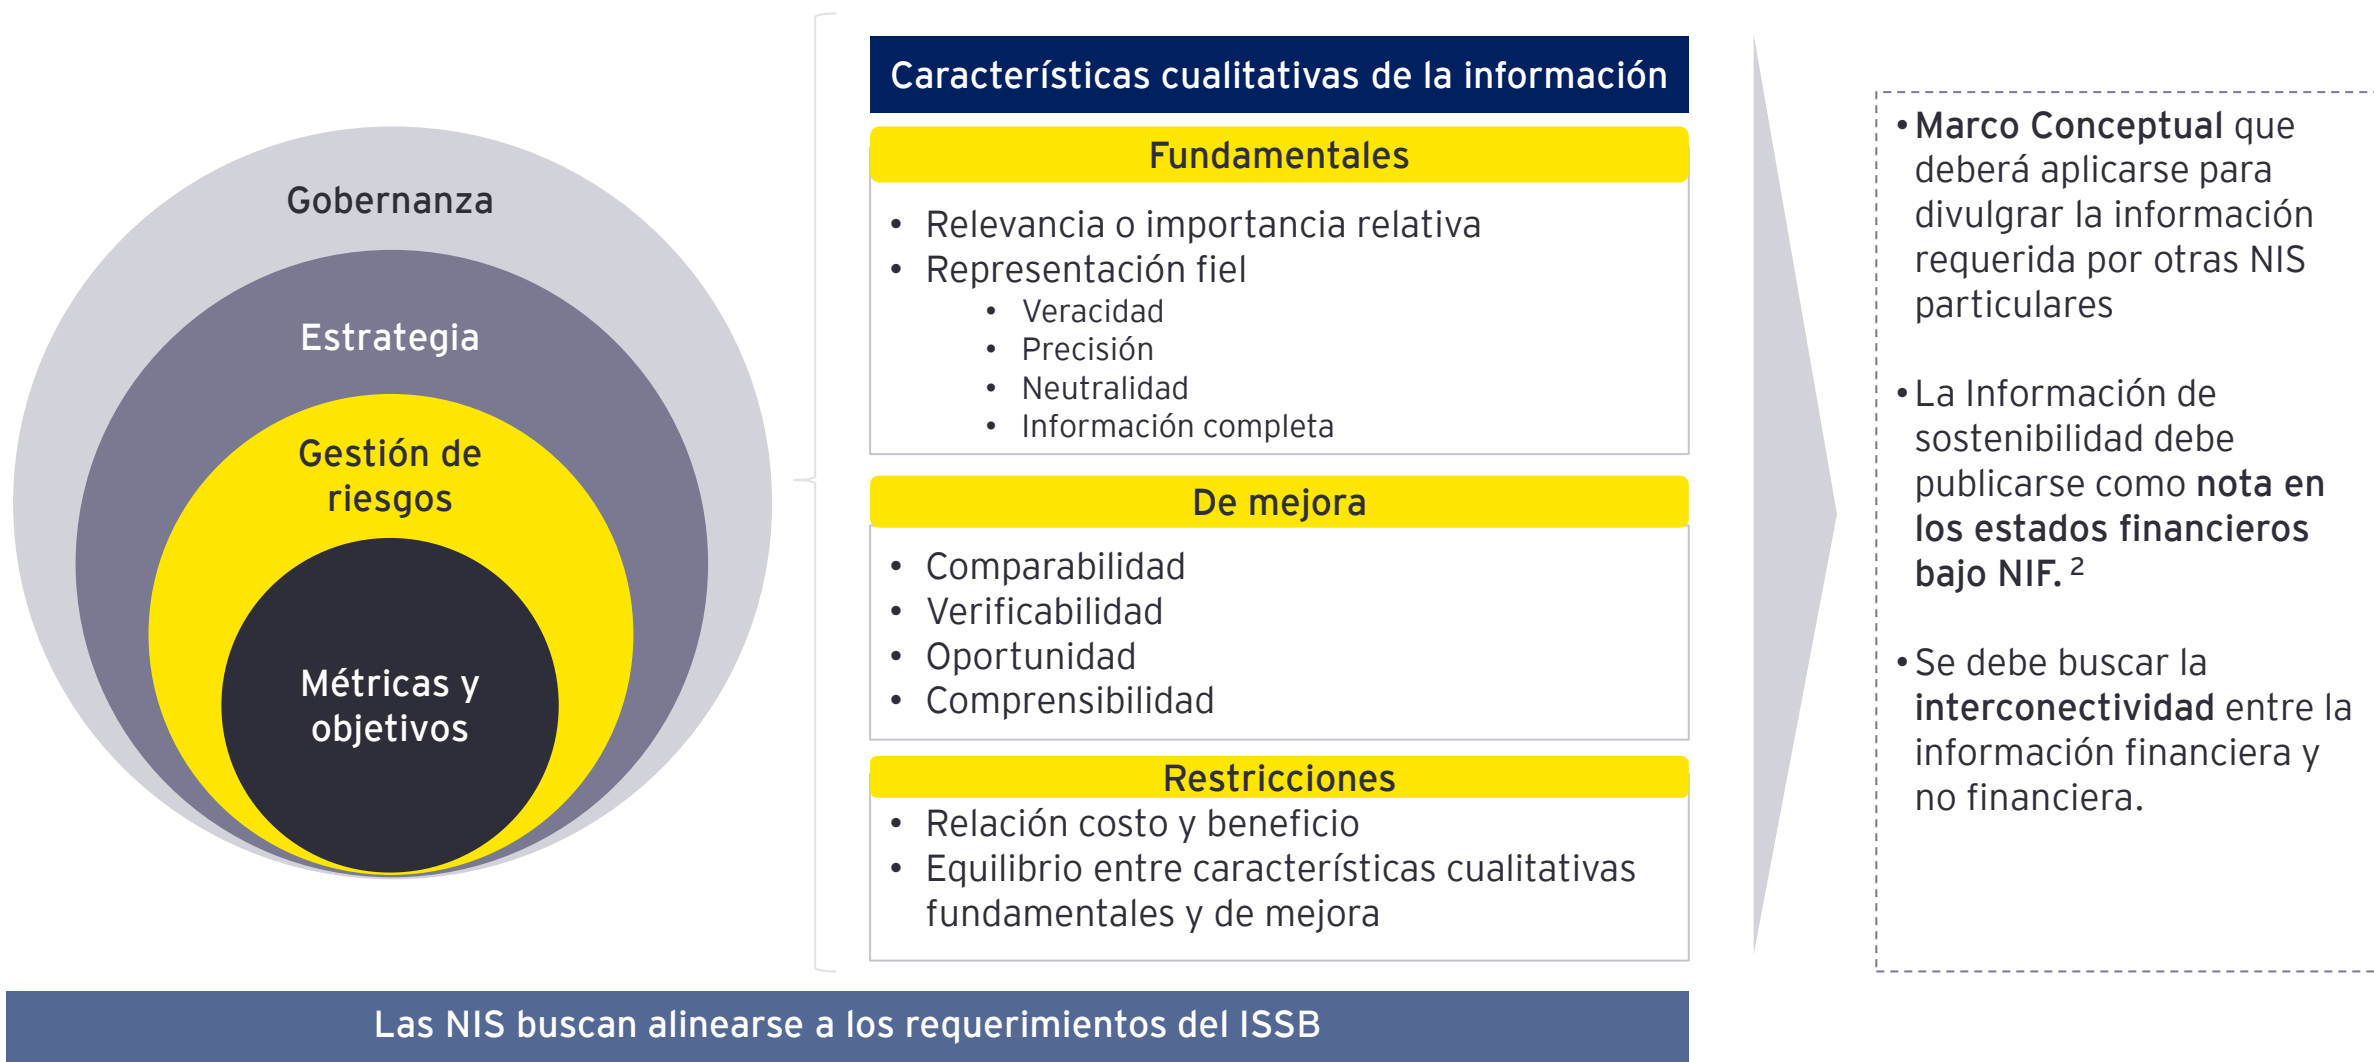 Gobernanza
Estrategia
Gestión de
riesgos
Métricas y
objetivos
Características cualitativas de la información
Fundamentales
• Relevancia o importancia relativa
• Representación fiel
• Veracidad
• Precisión
• Neutralidad
• Información completa
De mejora
• Comparabilidad
• Verificabilidad
• Oportunidad
• Comprensibilidad
Restricciones
• Relación costo y beneficio
• Equilibrio entre características cualitativas
fundamentales y de mejora
• Marco Conceptual que
deberá aplicarse para
divulgrar la información
requerida por otras NIS
particulares
• La Información de
sostenibilidad debe
publicarse como nota en
los estados financieros
bajo NIF. ²
• Se debe buscar la
interconectividad entre la
información financiera y
no financiera.
Las NIS buscan alinearse a los requerimientos del ISSB